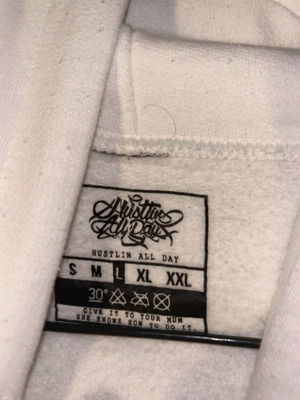 Hustlin
All Day
HUSTLIN ALL DAY
S M L XL XXL
30°
GIVE IT TO YOUR MUM
SHE KNOWS HOW TO DO IT.